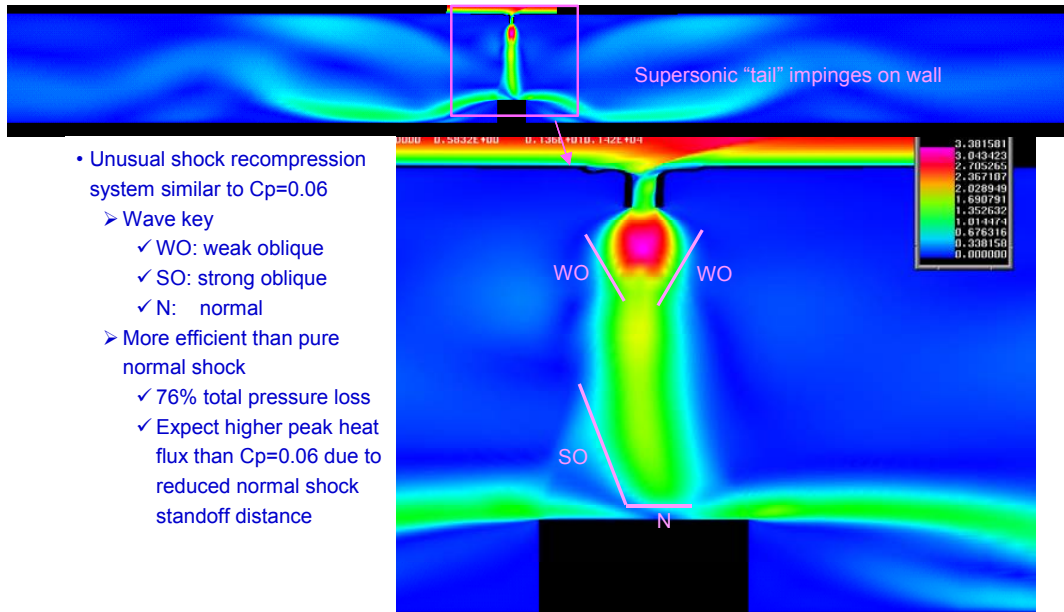 Supersonic “tail” impinges on wall
• Unusual shock recompression
system similar to Cp=0.06
➢ Wave key
✓ WO: weak oblique
✓ SO: strong oblique
✓ N: normal
➢ More efficient than pure
normal shock
✓ 76% total pressure loss
✓ Expect higher peak heat
flux than Cp=0.06 due to
reduced normal shock
standoff distance
3.381581
3.043423
2.705265
2.367107
2.028949
1.690791
1.352632
1.014474
0.676316
0.338158
0.000000
WO
WO
SO
N